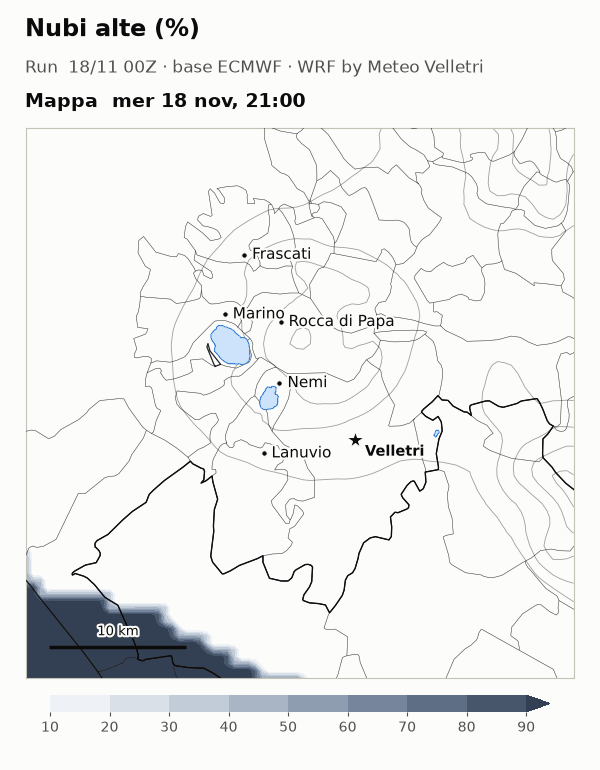 Nubi alte (%)
Run  18/11 00Z · base ECMWF · WRF by Meteo Velletri
Mappa  mer 18 nov, 21:00
Frascati
Marino
Rocca di Papa
Nemi
Velletri
Lanuvio
10 km
10 20 30 40 50 60 70 80 90